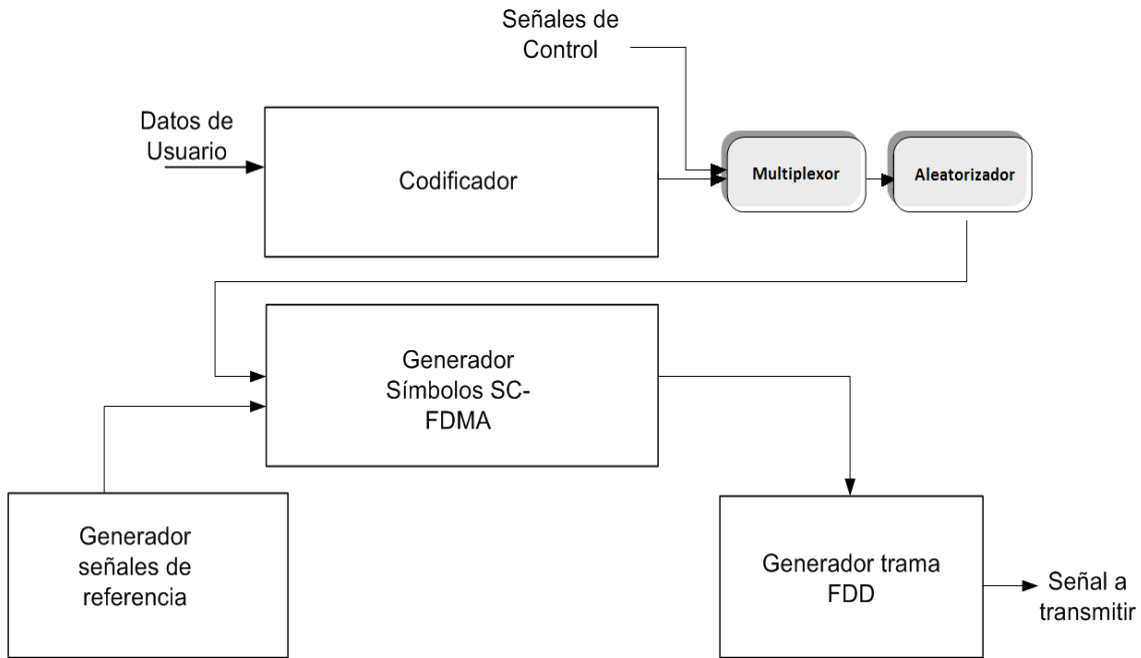 Señales de
Control
Datos de
Usuario
Codificador
Multiplexor
Aleatorizador
Generador
Símbolos SC-
FDMA
Generador
señales de
referencia
Generador trama
FDD
Señal a
transmitir